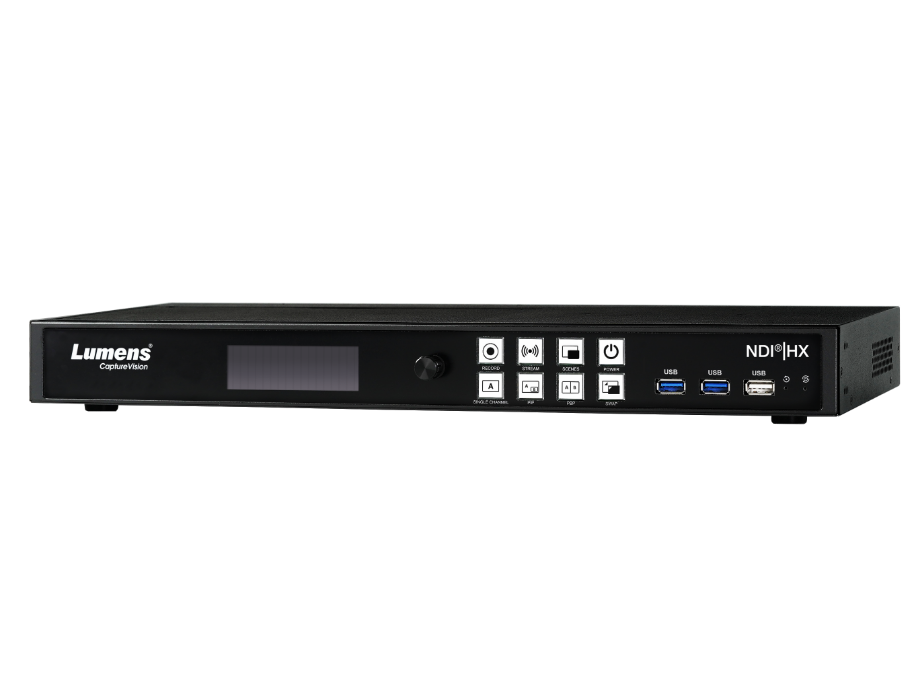 Lumens®
CaptureVision
NDI®|HX
RECORD
STREAM
SCENES
POWER
A
A
A B
SINGLE CHANNEL
PIP
PBP
SWAP
USB
USB
USB